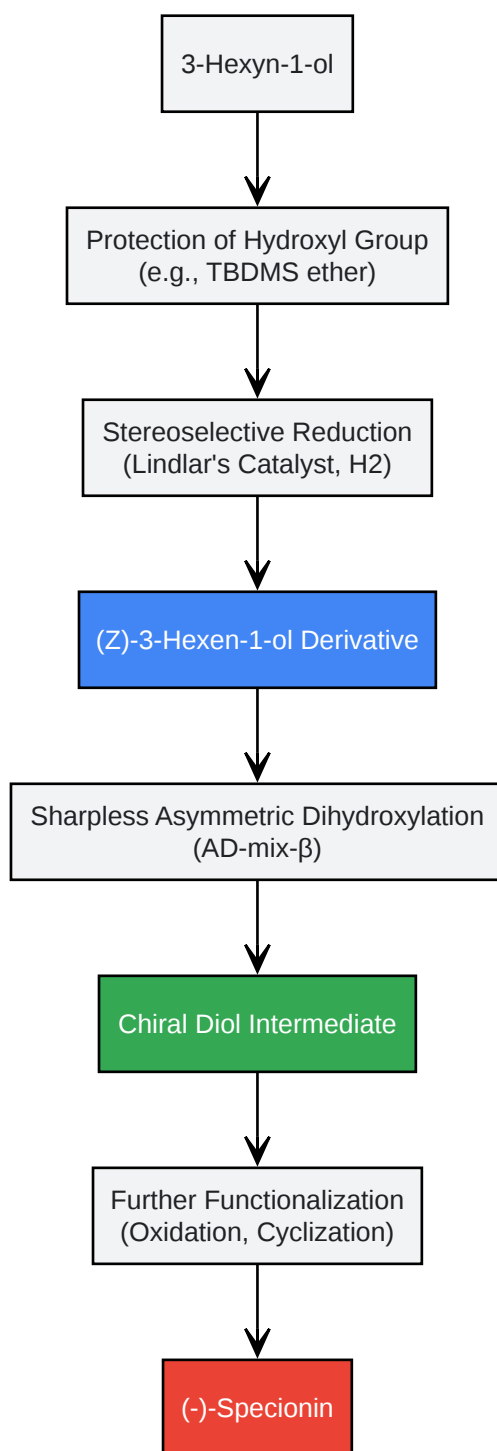 3-Hexyn-1-ol
Protection of Hydroxyl Group
(e.g., TBDMS ether)
Stereoselective Reduction
(Lindlar's Catalyst, H2)
(Z)-3-Hexen-1-ol Derivative
Sharpless Asymmetric Dihydroxylation
(AD-mix-β)
Chiral Diol Intermediate
Further Functionalization
(Oxidation, Cyclization)
(-)-Specionin